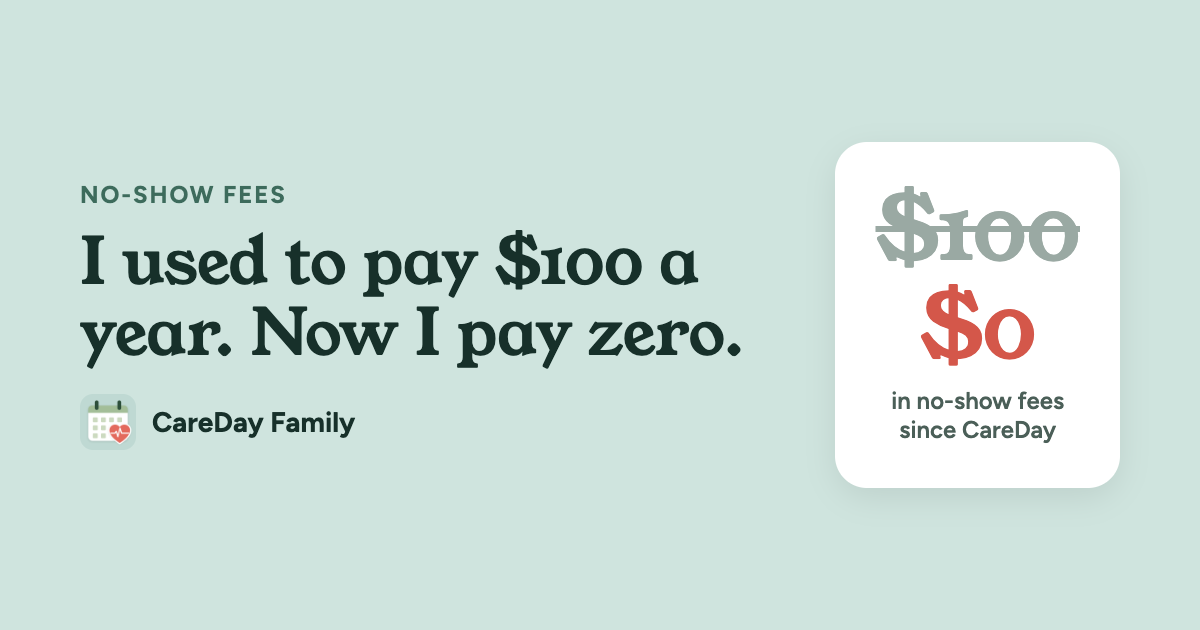 NO-SHOW FEES
I used to pay $100 a
year. Now I pay zero.
CareDay Family
$100
$0
in no-show fees
since CareDay